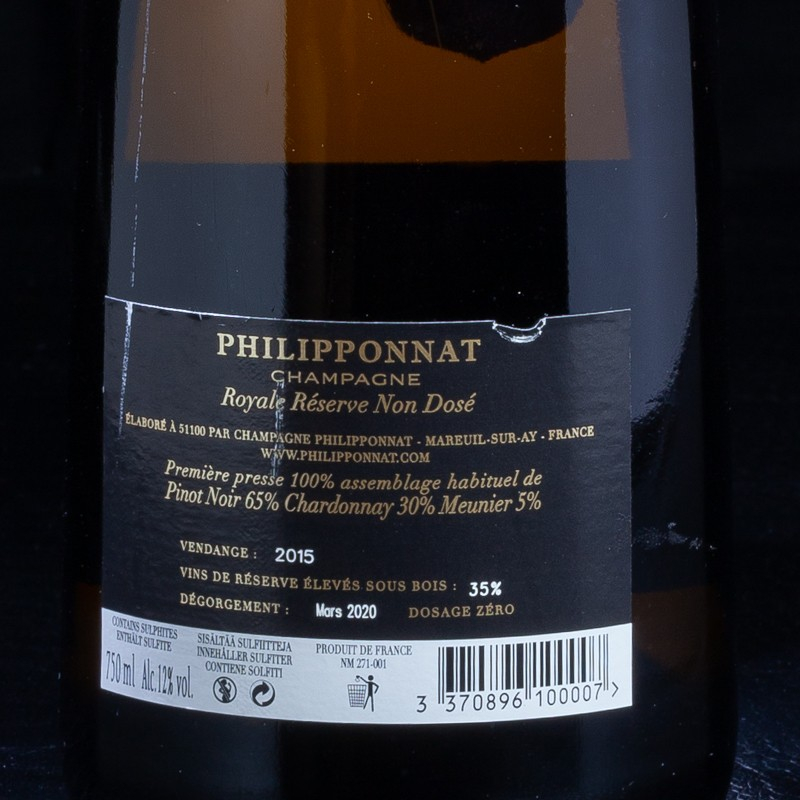 PHILIPPONNAT
CHAMPAGNE
Royale Réserve Non Dosé
ÉLABORÉ À 51100 PAR CHAMPAGNE PHILIPPONNAT - MAREUIL-SUR-AY - FRANCE
WWW.PHILIPPONNAT.COM
Première presse 100% assemblage habituel de
Pinot Noir 65% Chardonnay 30% Meunier 5%
VENDANGE : 2015
VINS DE RÉSERVE ÉLEVÉS SOUS BOIS : 35%
DÉGORGEMENT : Mars 2020 DOSAGE ZÉRO
CONTAINS SULPHITES
ENTHÄLT SULFITE
750 ml Alc.12% vol.
SISÄLTÄÄ SULFIITTEJA
INNEHÅLLER SULFITER
CONTIENE SOLFITI
PRODUIT DE FRANCE
NM 271-001
3 370896 100007 >